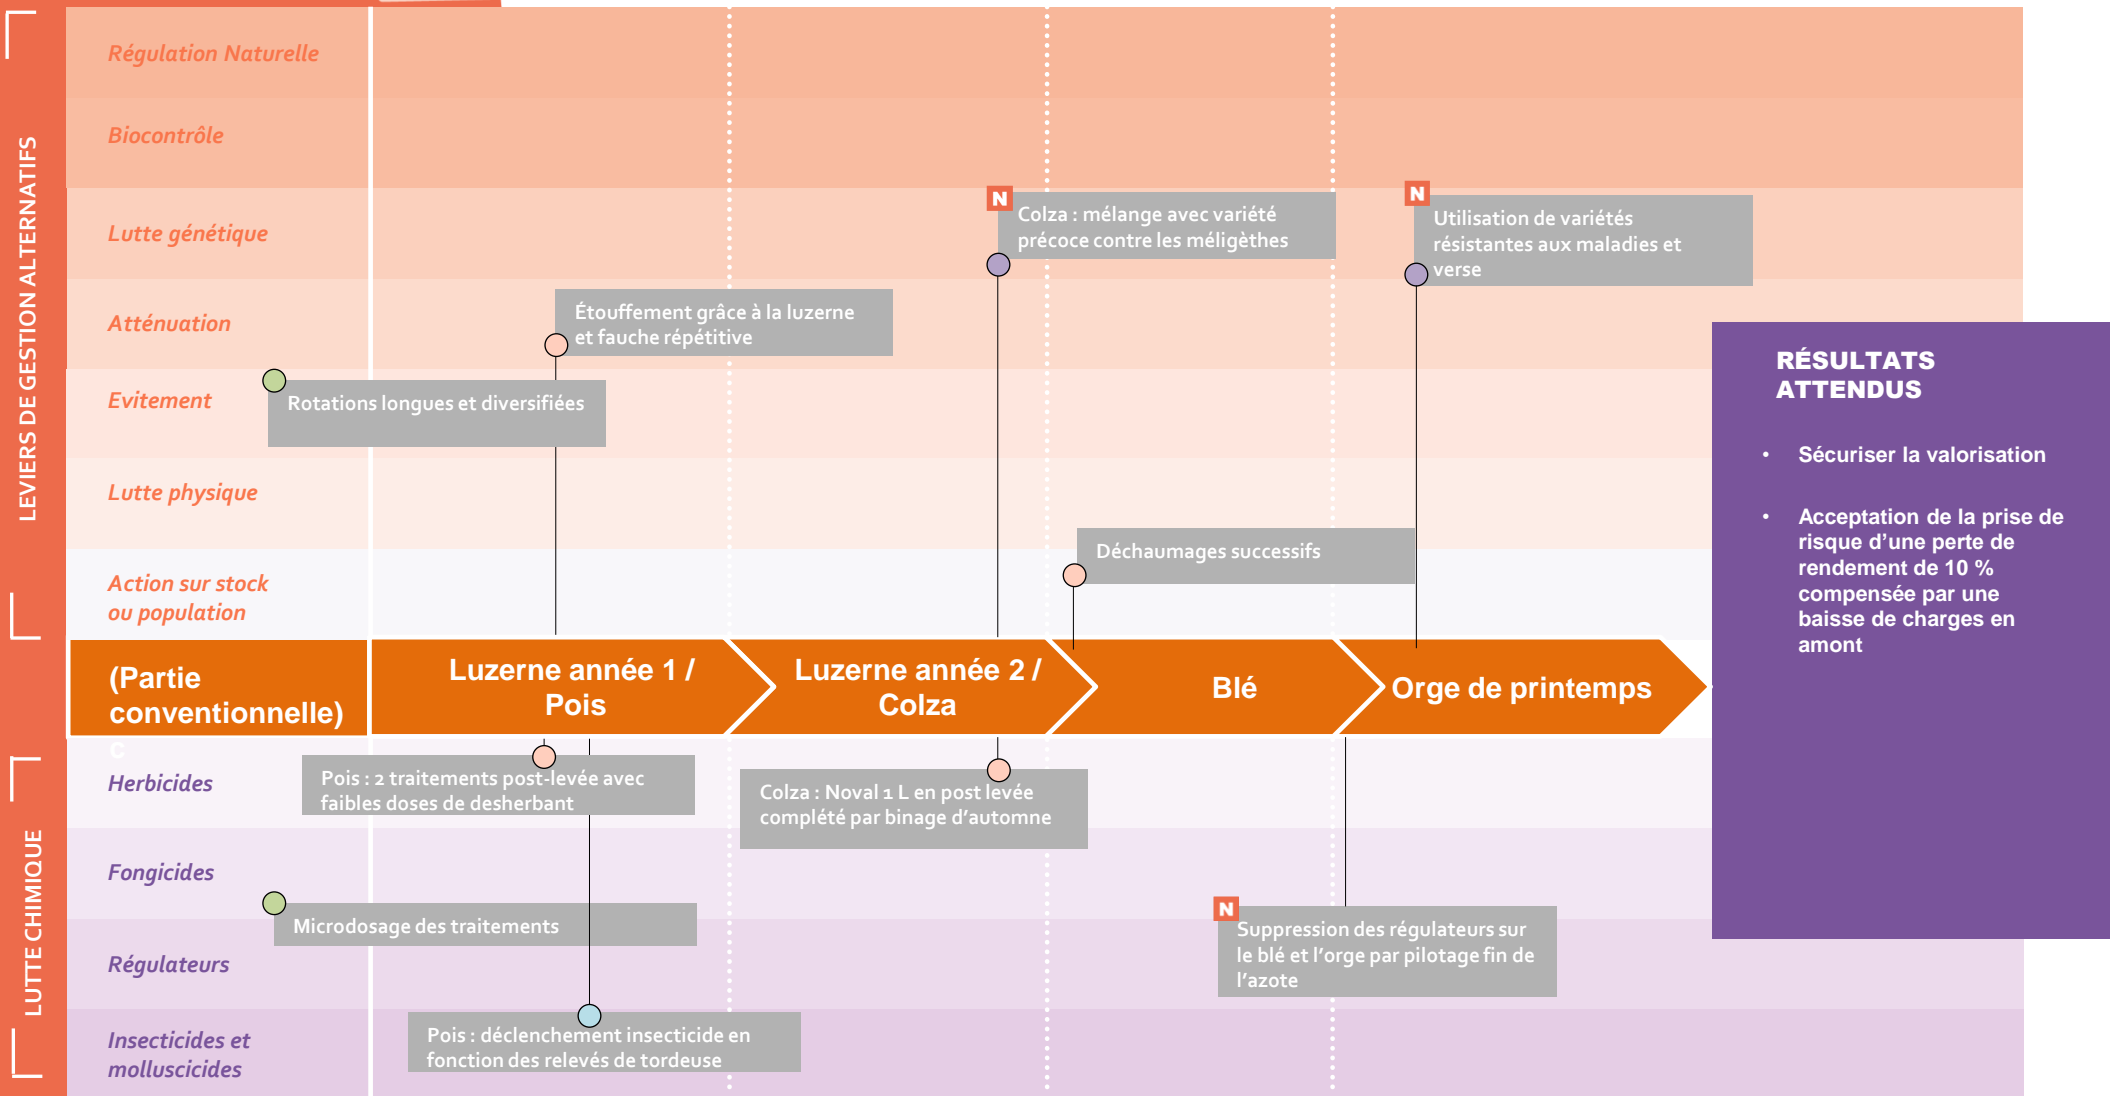 LEVIERS DE GESTION ALTERNATIFS
Régulation Naturelle
Biocontrôle
Lutte génétique
N
Colza : mélange avec variété
précoce contre les méligèthes
N
Utilisation de variétés
résistantes aux maladies et
verse
Atténuation
Étouffement grâce à la luzerne
et fauche répétitive
Evitement
Rotations longues et diversifiées
Lutte physique
Déchaumages successifs
Action sur stock
ou population
RÉSULTATS
ATTENDUS
• Sécuriser la valorisation
• Acceptation de la prise de
risque d'une perte de
rendement de 10 %
compensée par une
baisse de charges en
amont
(Partie
conventionnelle)
c
Luzerne année 1 /
Pois
Luzerne année 2 /
Colza
Blé
Orge de printemps
LUTTE CHIMIQUE
Herbicides
Pois : 2 traitements post-levée avec
faibles doses de desherbant
Colza : Noval 1 L en post levée
complété par binage d'automne
Fongicides
Microdosage des traitements
N
Suppression des régulateurs sur
le blé et l'orge par pilotage fin de
l'azote
Régulateurs
Insecticides et
molluscicides
Pois : déclenchement insecticide en
fonction des relevés de tordeuse